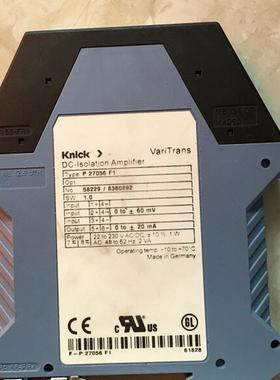 Knick > VariTrans
DC-Isolation Amplifier
Type P 27056 F1
Opt.
No 58229 / 8380292
SW 1.0
Input 1+ 4-
Input 2+ 4- 0 to ± 60 mV
Input 3+ 4-
Output 5+ 6- 0 to ± 20 mA
Power 22 to 230 V AC/DC, ± 10 %, 1 W
7 8 AC: 48 to 62 Hz, 2 VA
Operating temp. -10 to +70°C
Made in Germany
CE c UL US GL
F-P 27056 F1 61828